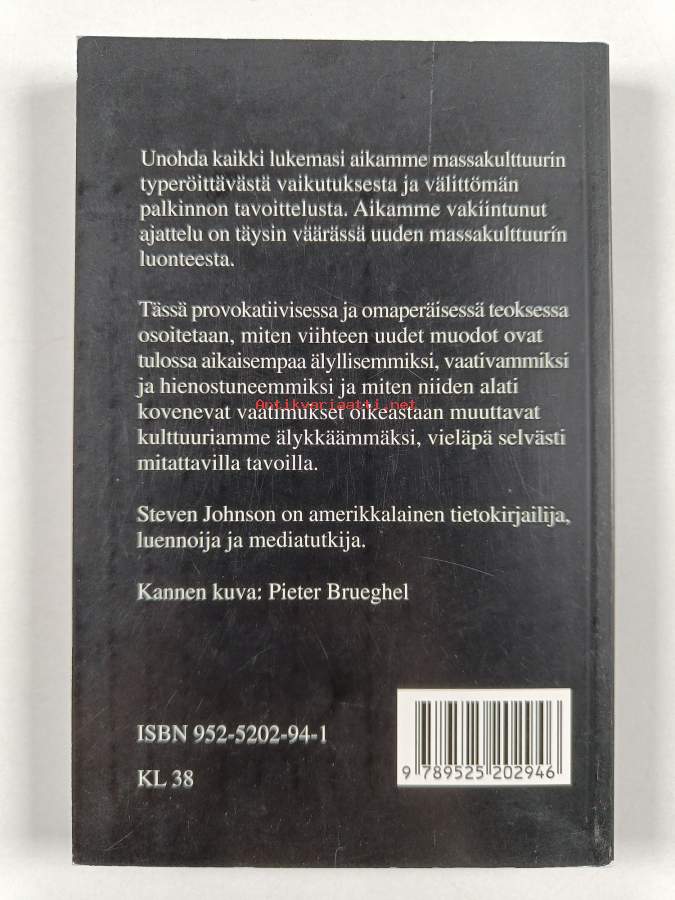 Unohda kaikki lukemasi aikamme massakulttuurin
typeröittävästä vaikutuksesta ja välittömän
palkinnon tavoittelusta. Aikamme vakiintunut
ajattelu on täysin väärässä uuden massakulttuurin
luonteesta.
Tässä provokatiivisessa ja omaperäisessä teoksessa
osoitetaan, miten viihteen uudet muodot ovat
tulossa aikaisempaa älyllisemmiksi, vaativammiksi
ja hienostuneemmiksi ja miten niiden alati
Antikvariaatti.net
kovenevat vaatimukset oikeastaan muuttavat
kulttuuriamme älykkäämmäksi, vieläpä selvästi
mitattavilla tavoilla.
Steven Johnson on amerikkalainen tietokirjailija,
luennoija ja mediatutkija.
Kannen kuva: Pieter Brueghel
ISBN 952-5202-94-1
KL 38
9 789525 202946